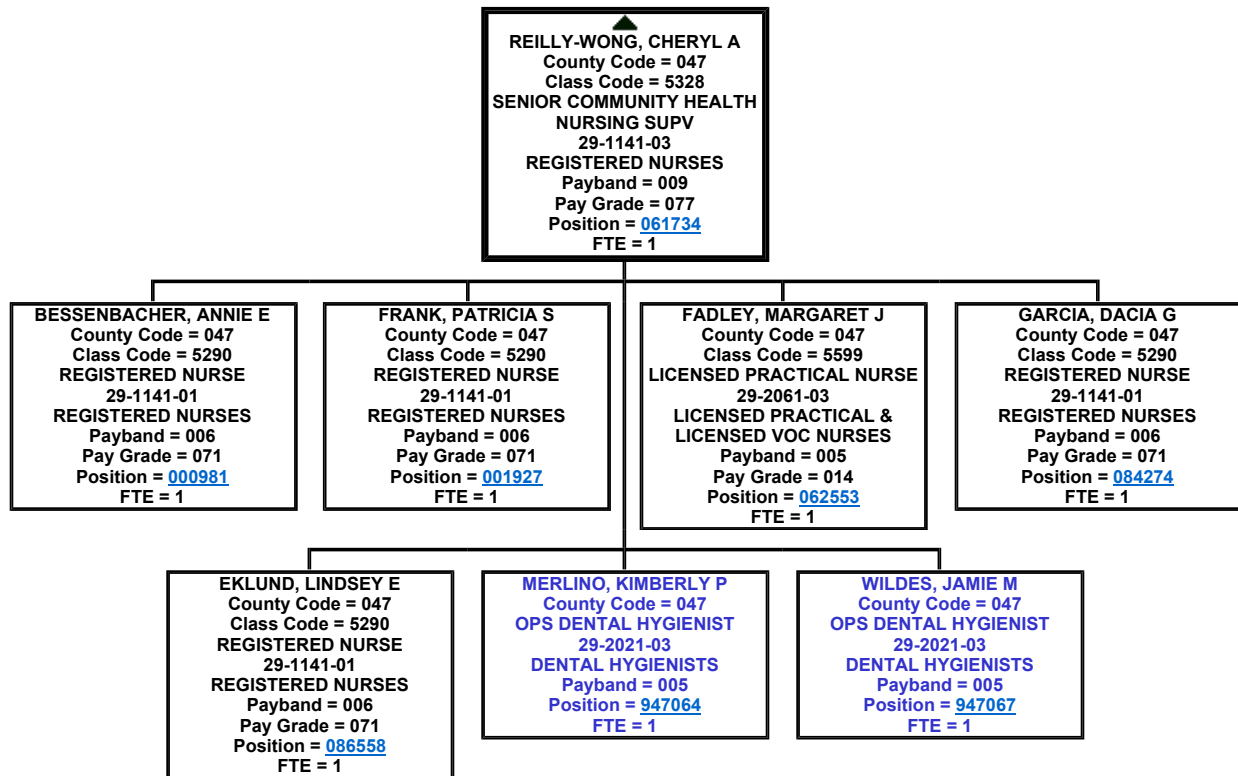 REILLY-WONG, CHERYL A
County Code = 047
Class Code = 5328
SENIOR COMMUNITY HEALTH
NURSING SUPV
29-1141-03
REGISTERED NURSES
Payband = 009
Pay Grade = 077
Position = 061734
FTE = 1
BESSENBACHER, ANNIE E
County Code = 047
Class Code = 5290
REGISTERED NURSE
29-1141-01
REGISTERED NURSES
Payband = 006
Pay Grade = 071
Position = 000981
FTE = 1
FRANK, PATRICIA S
County Code = 047
Class Code = 5290
REGISTERED NURSE
29-1141-01
REGISTERED NURSES
Payband = 006
Pay Grade = 071
Position = 001927
FTE = 1
FADLEY, MARGARET J
County Code = 047
Class Code = 5599
LICENSED PRACTICAL NURSE
29-2061-03
LICENSED PRACTICAL &
LICENSED VOC NURSES
Payband = 005
Pay Grade = 014
Position = 062553
FTE = 1
GARCIA, DACIA G
County Code = 047
Class Code = 5290
REGISTERED NURSE
29-1141-01
REGISTERED NURSES
Payband = 006
Pay Grade = 071
Position = 084274
FTE = 1
EKLUND, LINDSEY E
County Code = 047
Class Code = 5290
REGISTERED NURSE
29-1141-01
REGISTERED NURSES
Payband = 006
Pay Grade = 071
Position = 086558
FTE = 1
MERLINO, KIMBERLY P
County Code = 047
OPS DENTAL HYGIENIST
29-2021-03
DENTAL HYGIENISTS
Payband = 005
Position = 947064
FTE = 1
WILDES, JAMIE M
County Code = 047
OPS DENTAL HYGIENIST
29-2021-03
DENTAL HYGIENISTS
Payband = 005
Position = 947067
FTE = 1